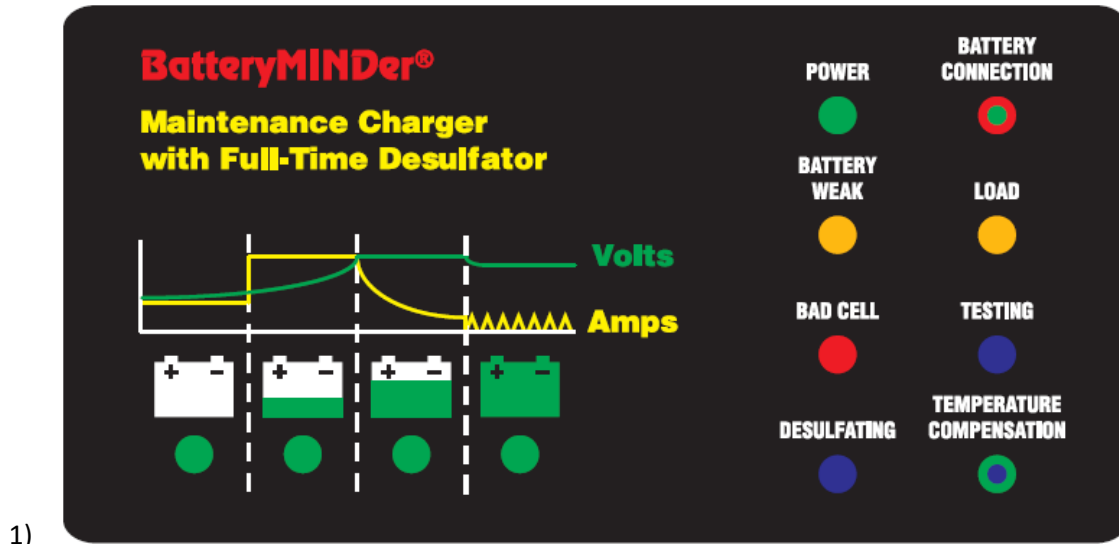 BatteryMINDer®
Maintenance Charger
with Full-Time Desulfator
Volts
Amps
+ -
+ -
+ -
+ -
POWER
BATTERY
CONNECTION
BATTERY
WEAK
LOAD
BAD CELL
TESTING
DESULFATING
TEMPERATURE
COMPENSATION
1)